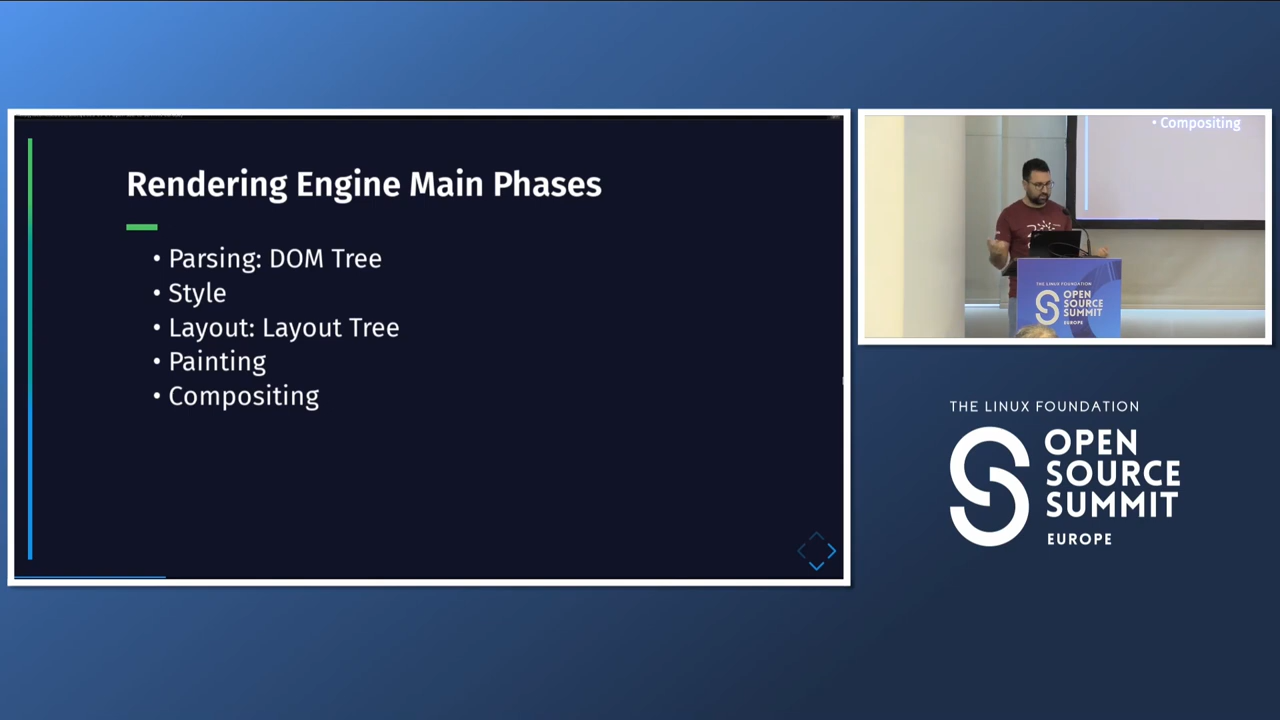 Rendering Engine Main Phases
• Parsing: DOM Tree
• Style
• Layout: Layout Tree
• Painting
• Compositing
• Compositing
THE LINUX FOUNDATION
OPEN
SOURCE
SUMMIT
EUROPE
THE LINUX FOUNDATION
OPEN
SOURCE
SUMMIT
EUROPE